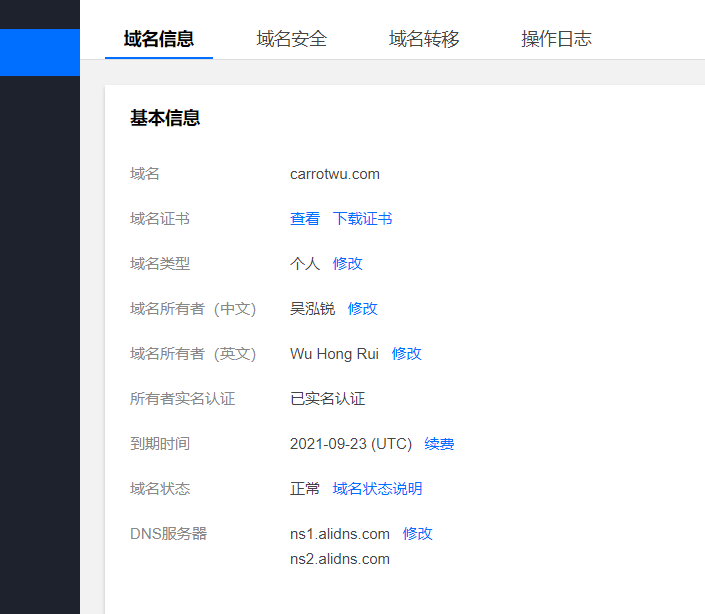 域名信息 域名安全 域名转移 操作日志
基本信息
域名 carrotwu.com
域名证书 查看 下载证书
域名类型 个人 修改
域名所有者（中文） 吴泓锐 修改
域名所有者（英文） Wu Hong Rui 修改
所有者实名认证 已实名认证
到期时间 2021-09-23 (UTC) 续费
域名状态 正常 域名状态说明
DNS服务器 ns1.alidns.com 修改
ns2.alidns.com